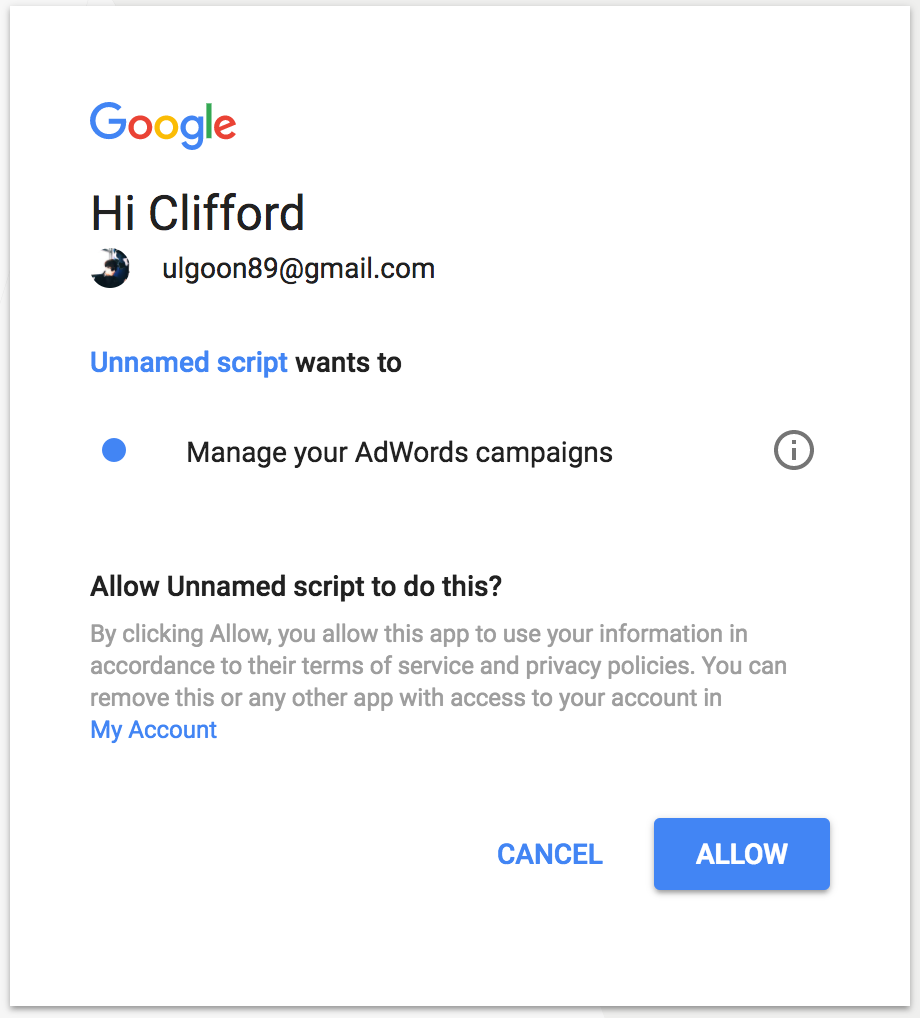 Google
Hi Clifford
ulgoon89@gmail.com
Unnamed script wants to
Manage your AdWords campaigns
Allow Unnamed script to do this?
By clicking Allow, you allow this app to use your information in
accordance to their terms of service and privacy policies. You can
remove this or any other app with access to your account in
My Account
CANCEL
ALLOW